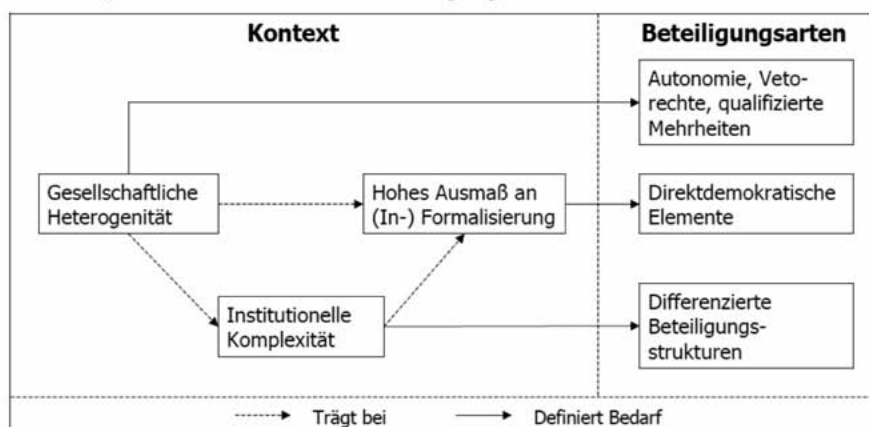 Kontext
Beteiligungsarten
Autonomie, Veto-
rechte, qualifizierte
Mehrheiten
Gesellschaftliche
Heterogenität
Hohes Ausmaß an
(In-) Formalisierung
Direktdemokratische
Elemente
Institutionelle
Komplexität
Differenzierte
Beteiligungs-
strukturen
Trägt bei
Definiert Bedarf